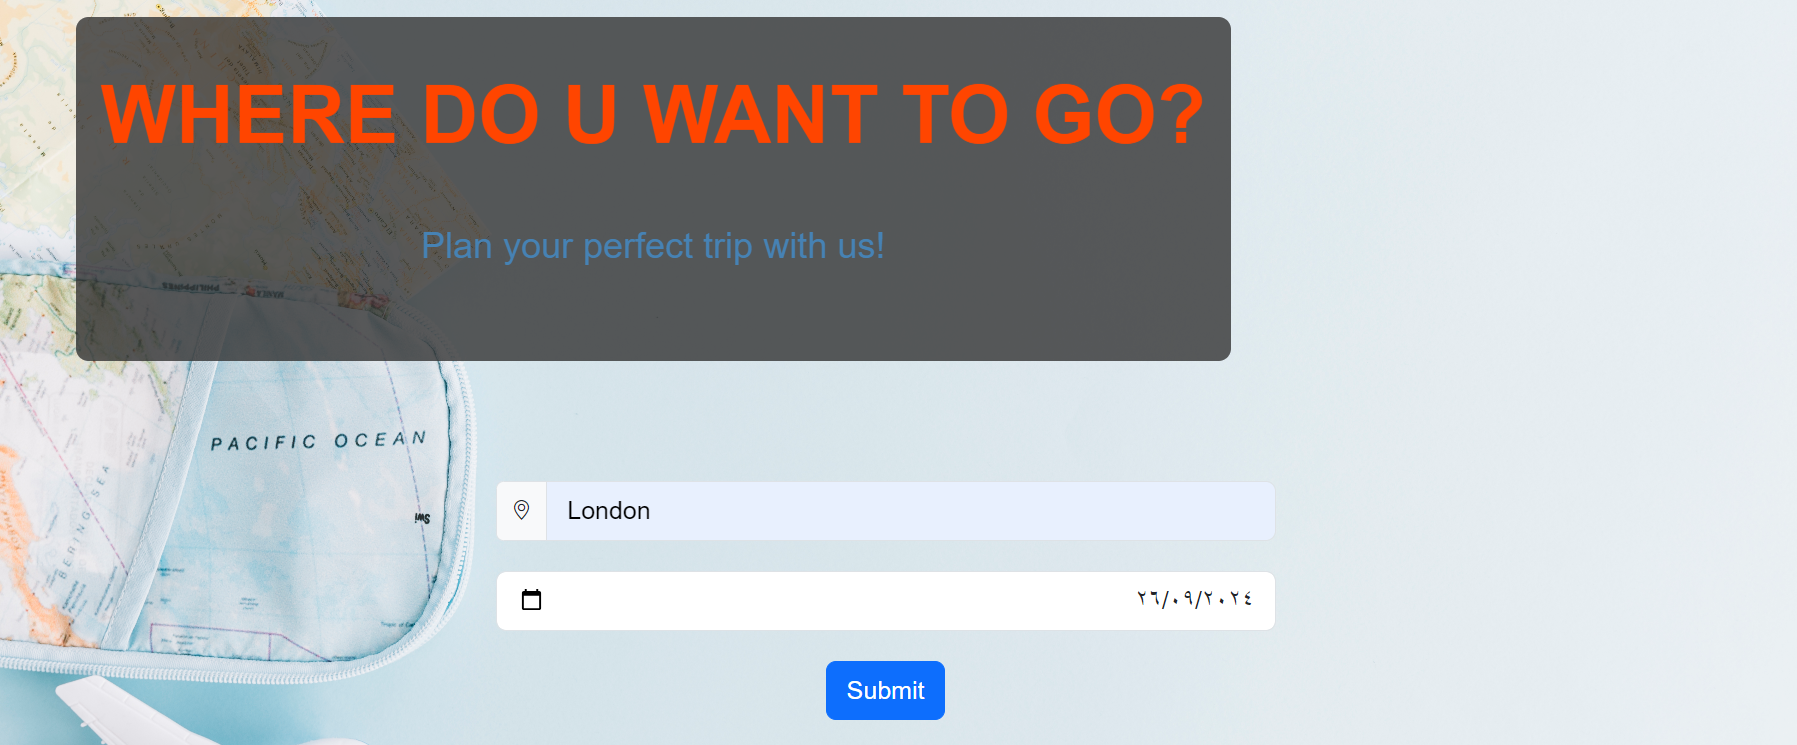 WHERE DO U WANT TO GO?
Plan your perfect trip with us!
PHILIPPINES
PACIFIC OCEAN
BERING SEA
London
٢٦/٠٩/٢٠٢٤
Submit